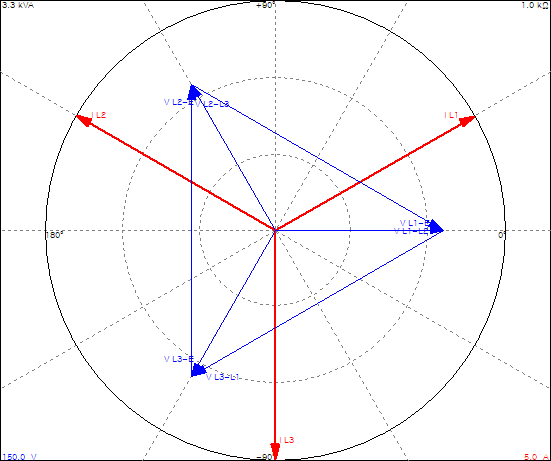 3.3 kVA
+90°
1.0 kΩ
V L2-E
V L2-L3
I L2
I L1
V L1-E
V L1-L2
180°
0°
V L3-E
V L3-L1
I L3
150.0 V
-90°
5.0 A